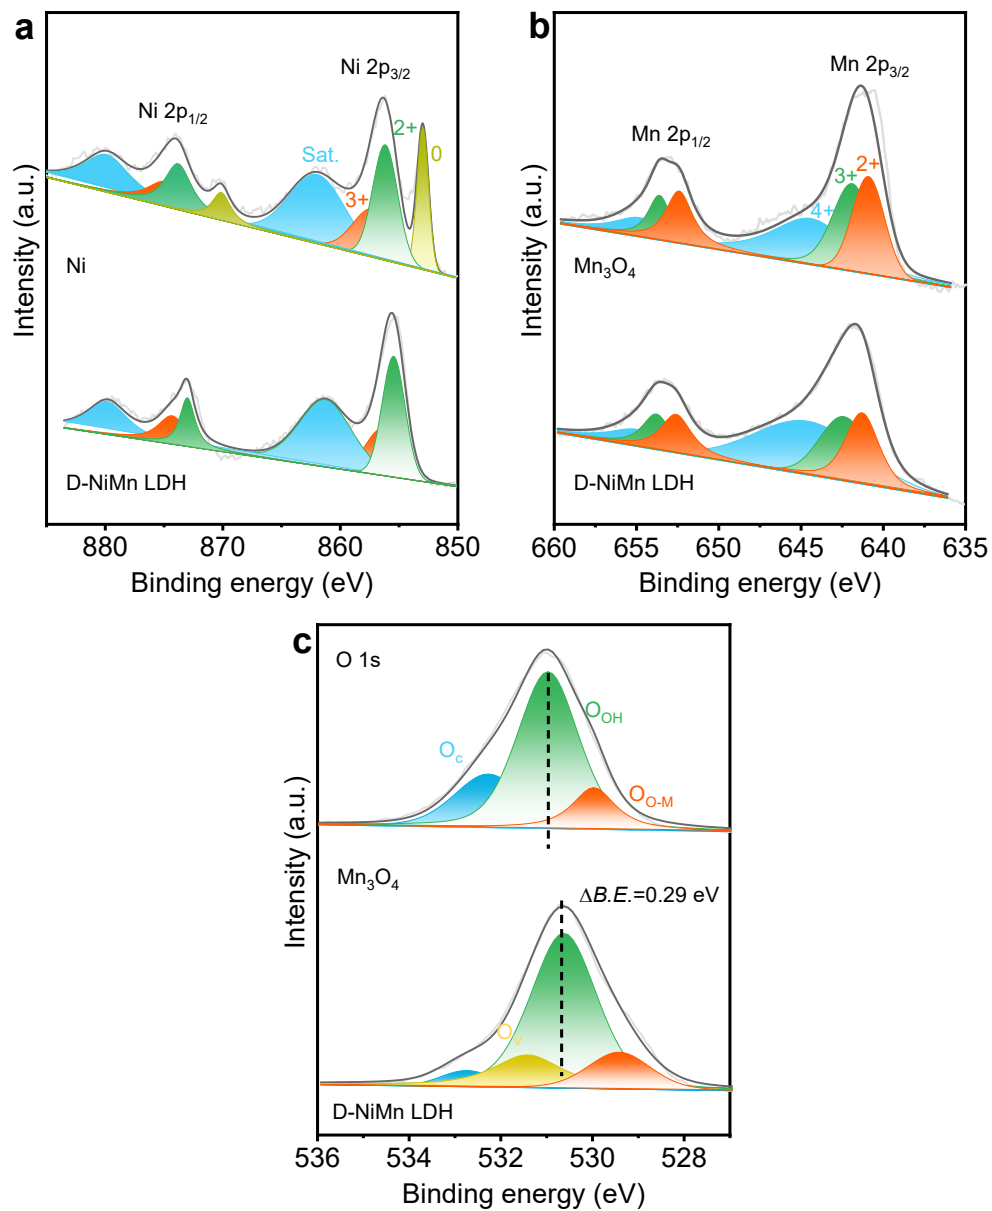 a
Ni 2p3/2
Ni 2p1/2
2+
Sat.
0
3+
Ni
D-NiMn LDH
Intensity (a.u.)
880
870
860
850
Binding energy (eV)
b
Mn 2p3/2
Mn 2p1/2
3+
2+
4+
Mn3O4
D-NiMn LDH
Intensity (a.u.)
660
655
650
645
640
635
Binding energy (eV)
c
O 1s
OOH
Oc
OO-M
Mn3O4
ΔB.E.=0.29 eV
OV
D-NiMn LDH
Intensity (a.u.)
536
534
532
530
528
Binding energy (eV)